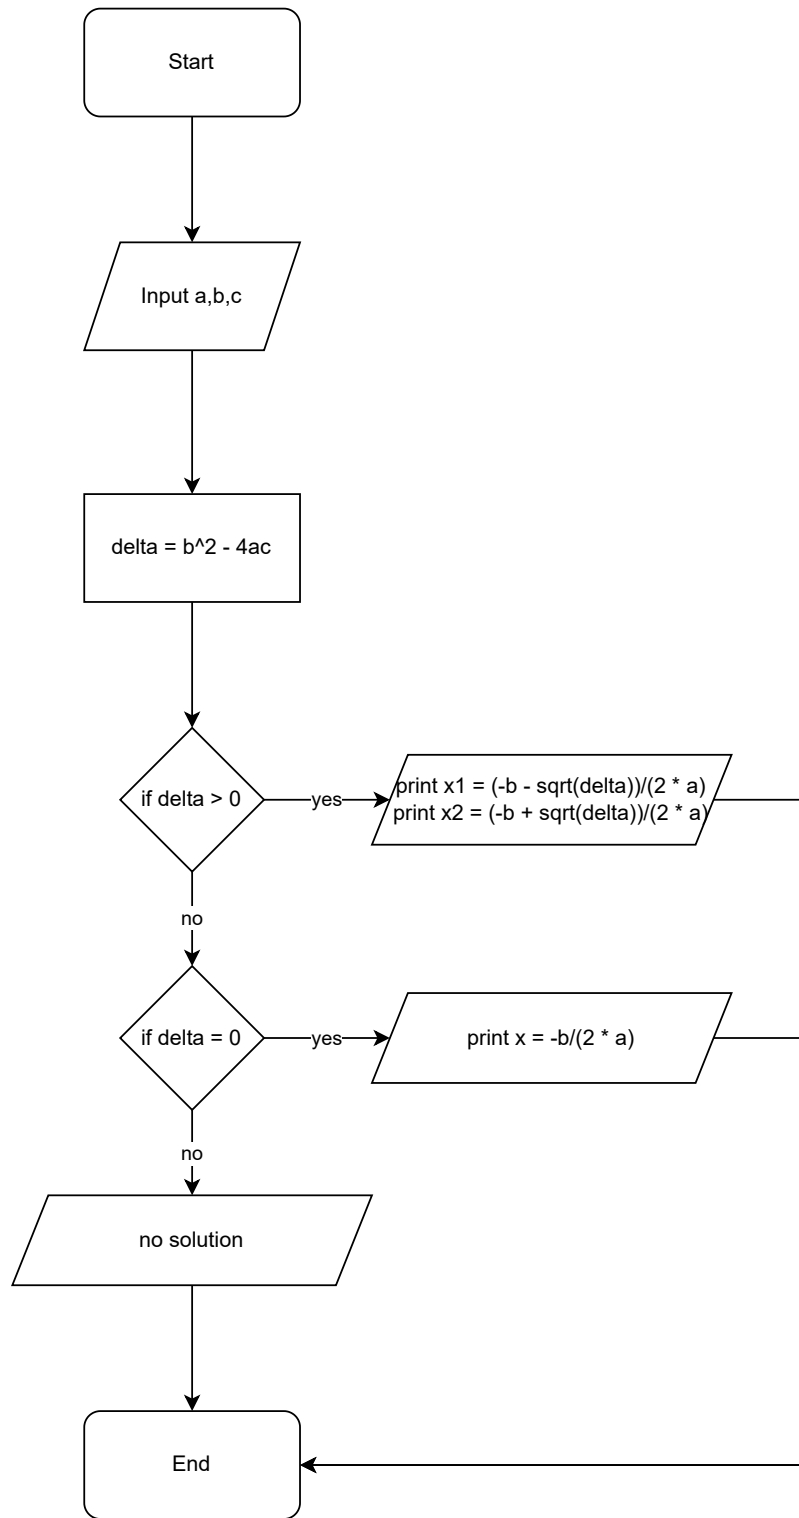 Start
Input a,b,c
delta = b^2 - 4ac
if delta > 0
yes
print x1 = (-b - sqrt(delta))/(2 * a)
print x2 = (-b + sqrt(delta))/(2 * a)
no
if delta = 0
yes
print x = -b/(2 * a)
no
no solution
End